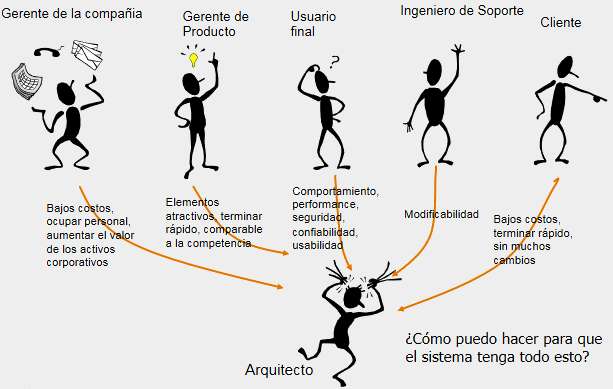 Gerente de la compañia
Gerente de
Producto
Usuario
final
Ingeniero de Soporte
Cliente
Bajos costos,
ocupar personal,
aumentar el valor
de los activos
corporativos
Elementos
atractivos, terminar
rápido, comparable
a la competencia
Comportamiento,
performance,
seguridad,
confiabilidad,
usabilidad
Modificabilidad
Bajos costos,
terminar rápido,
sin muchos
cambios
¿Cómo puedo hacer para que
el sistema tenga todo esto?
Arquitecto